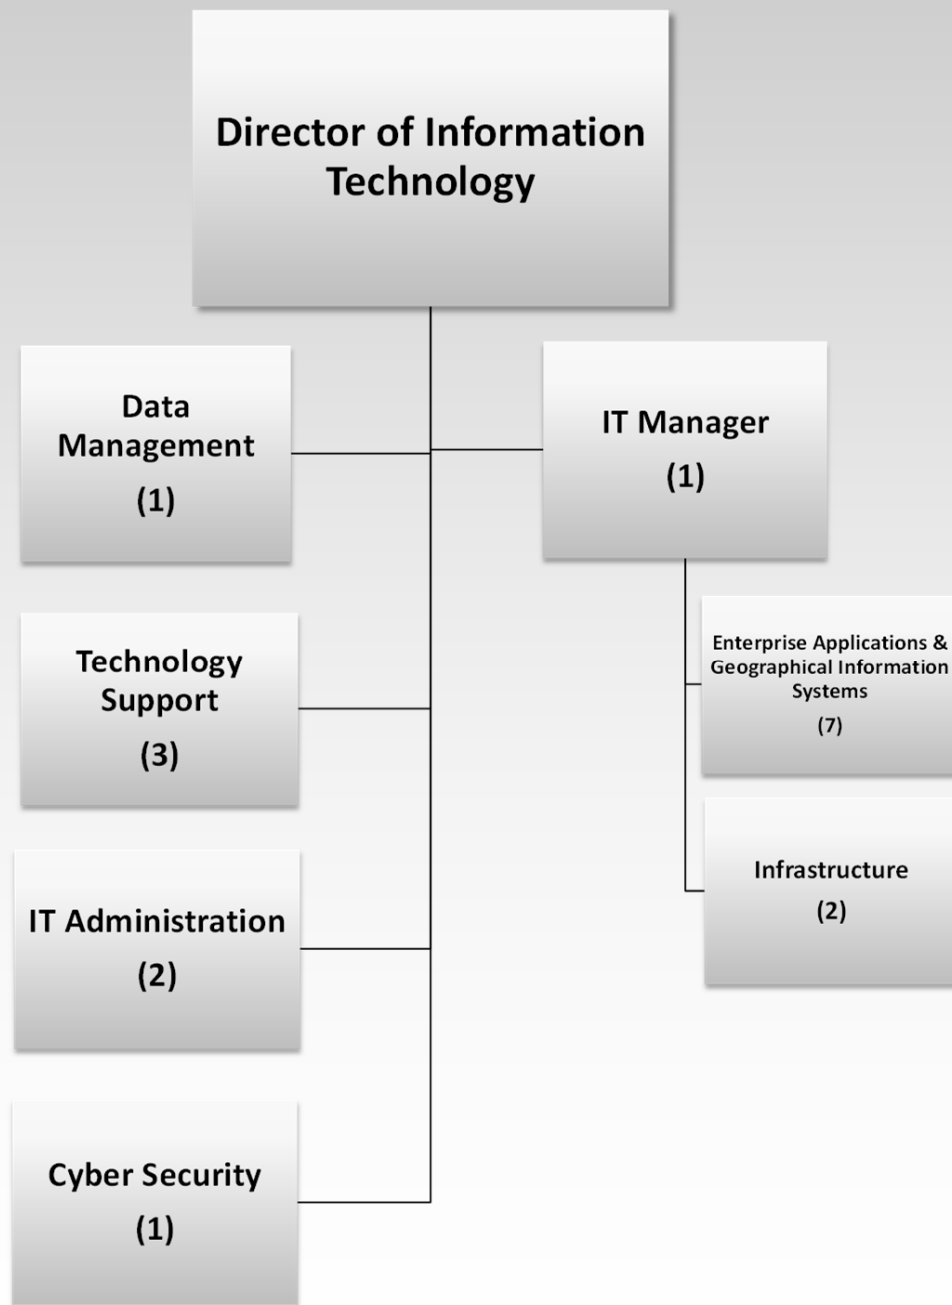 Director of Information
Technology
Data
Management
(1)
IT Manager
(1)
Technology
Support
(3)
Enterprise Applications &
Geographical Information
Systems
(7)
IT Administration
(2)
Infrastructure
(2)
Cyber Security
(1)